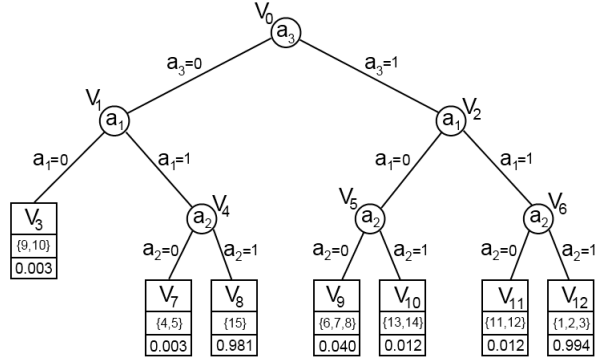 V0
a3
a3=0
a3=1
V1
a1
V2
a1
a1=0
a1=1
a1=0
a1=1
V3
{9,10}
0.003
V4
a2
V5
a2
V6
a2
a2=0
a2=1
a2=0
a2=1
a2=0
a2=1
V7
{4,5}
0.003
V8
{15}
0.981
V9
{6,7,8}
0.040
V10
{13,14}
0.012
V11
{11,12}
0.012
V12
{1,2,3}
0.994